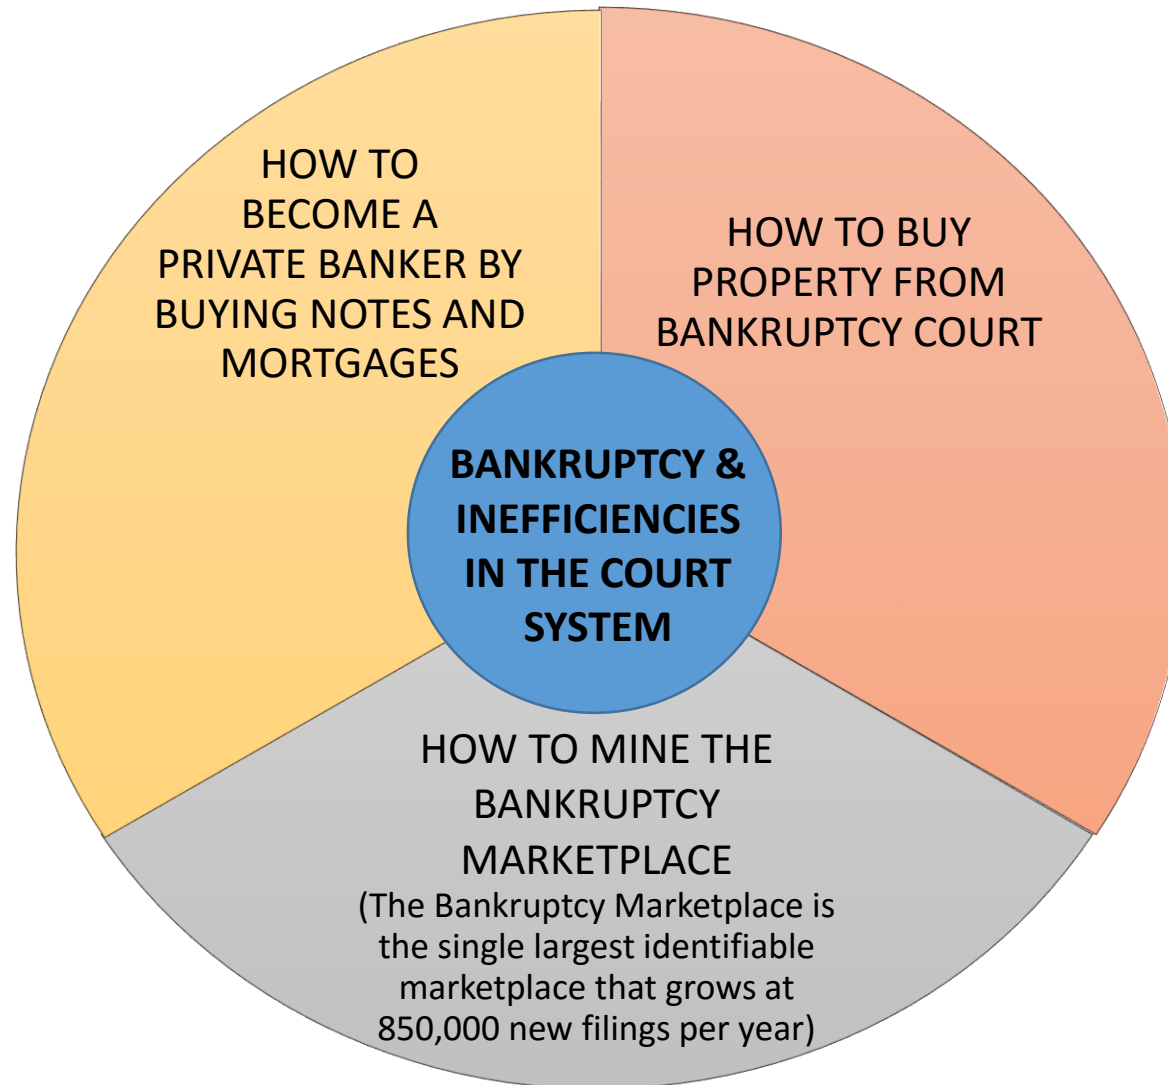 HOW TO
BECOME A
PRIVATE BANKER BY
BUYING NOTES AND
MORTGAGES
HOW TO BUY
PROPERTY FROM
BANKRUPTCY COURT
BANKRUPTCY &
INEFFICIENCIES
IN THE COURT
SYSTEM
HOW TO MINE THE
BANKRUPTCY
MARKETPLACE
(The Bankruptcy Marketplace is
the single largest identifiable
marketplace that grows at
850,000 new filings per year)